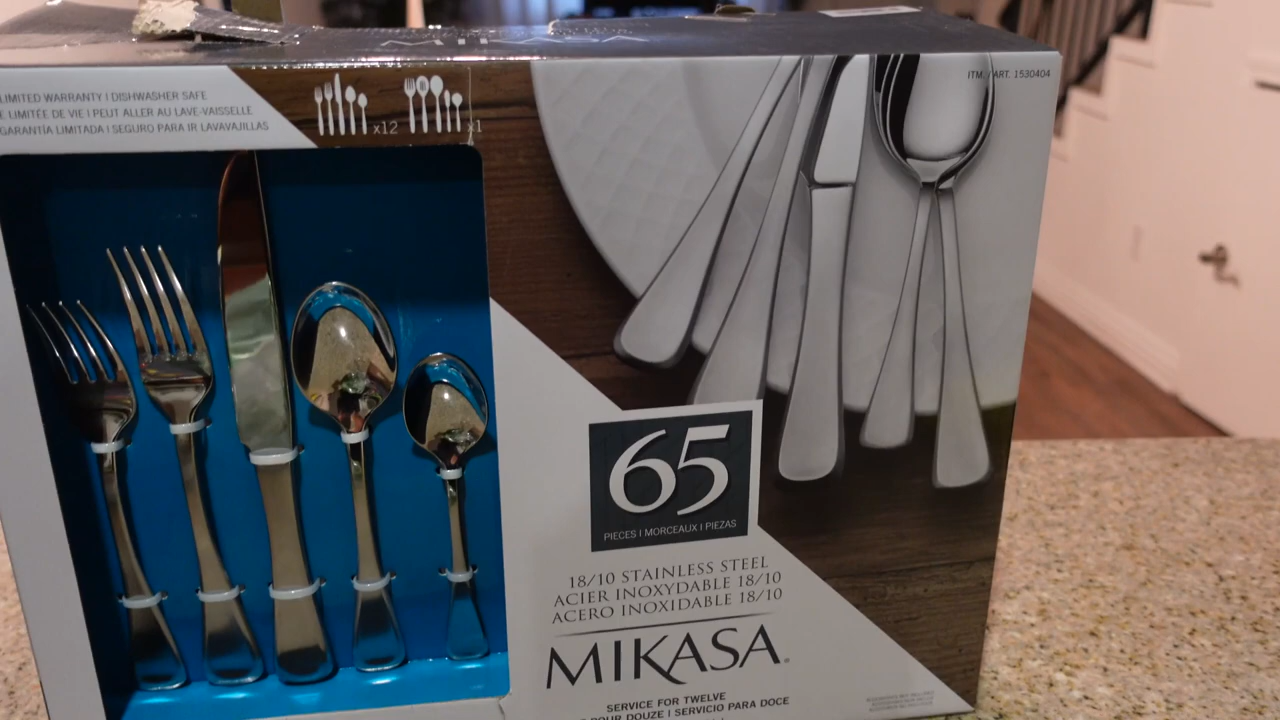 MIKASA
LIMITED WARRANTY | DISHWASHER SAFE
E LIMITÉE DE VIE | PEUT ALLER AU LAVE-VAISSELLE
GARANTÍA LIMITADA | SEGURO PARA IR LAVAVAJILLAS
x12
x1
ITM. / ART. 1530404
65
PIECES | MORCEAUX | PIEZAS
18/10 STAINLESS STEEL
ACIER INOXYDABLE 18/10
ACERO INOXIDABLE 18/10
MIKASA
SERVICE FOR TWELVE
POUR DOUZE | SERVICIO PARA DOCE